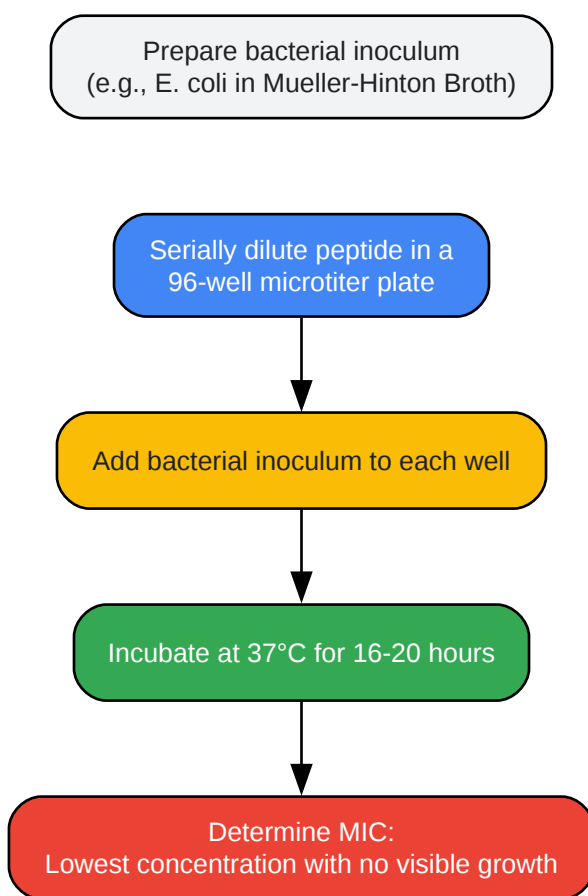 Prepare bacterial inoculum
(e.g., E. coli in Mueller-Hinton Broth)
Serially dilute peptide in a
96-well microtiter plate
Add bacterial inoculum to each well
Incubate at 37°C for 16-20 hours
Determine MIC:
Lowest concentration with no visible growth